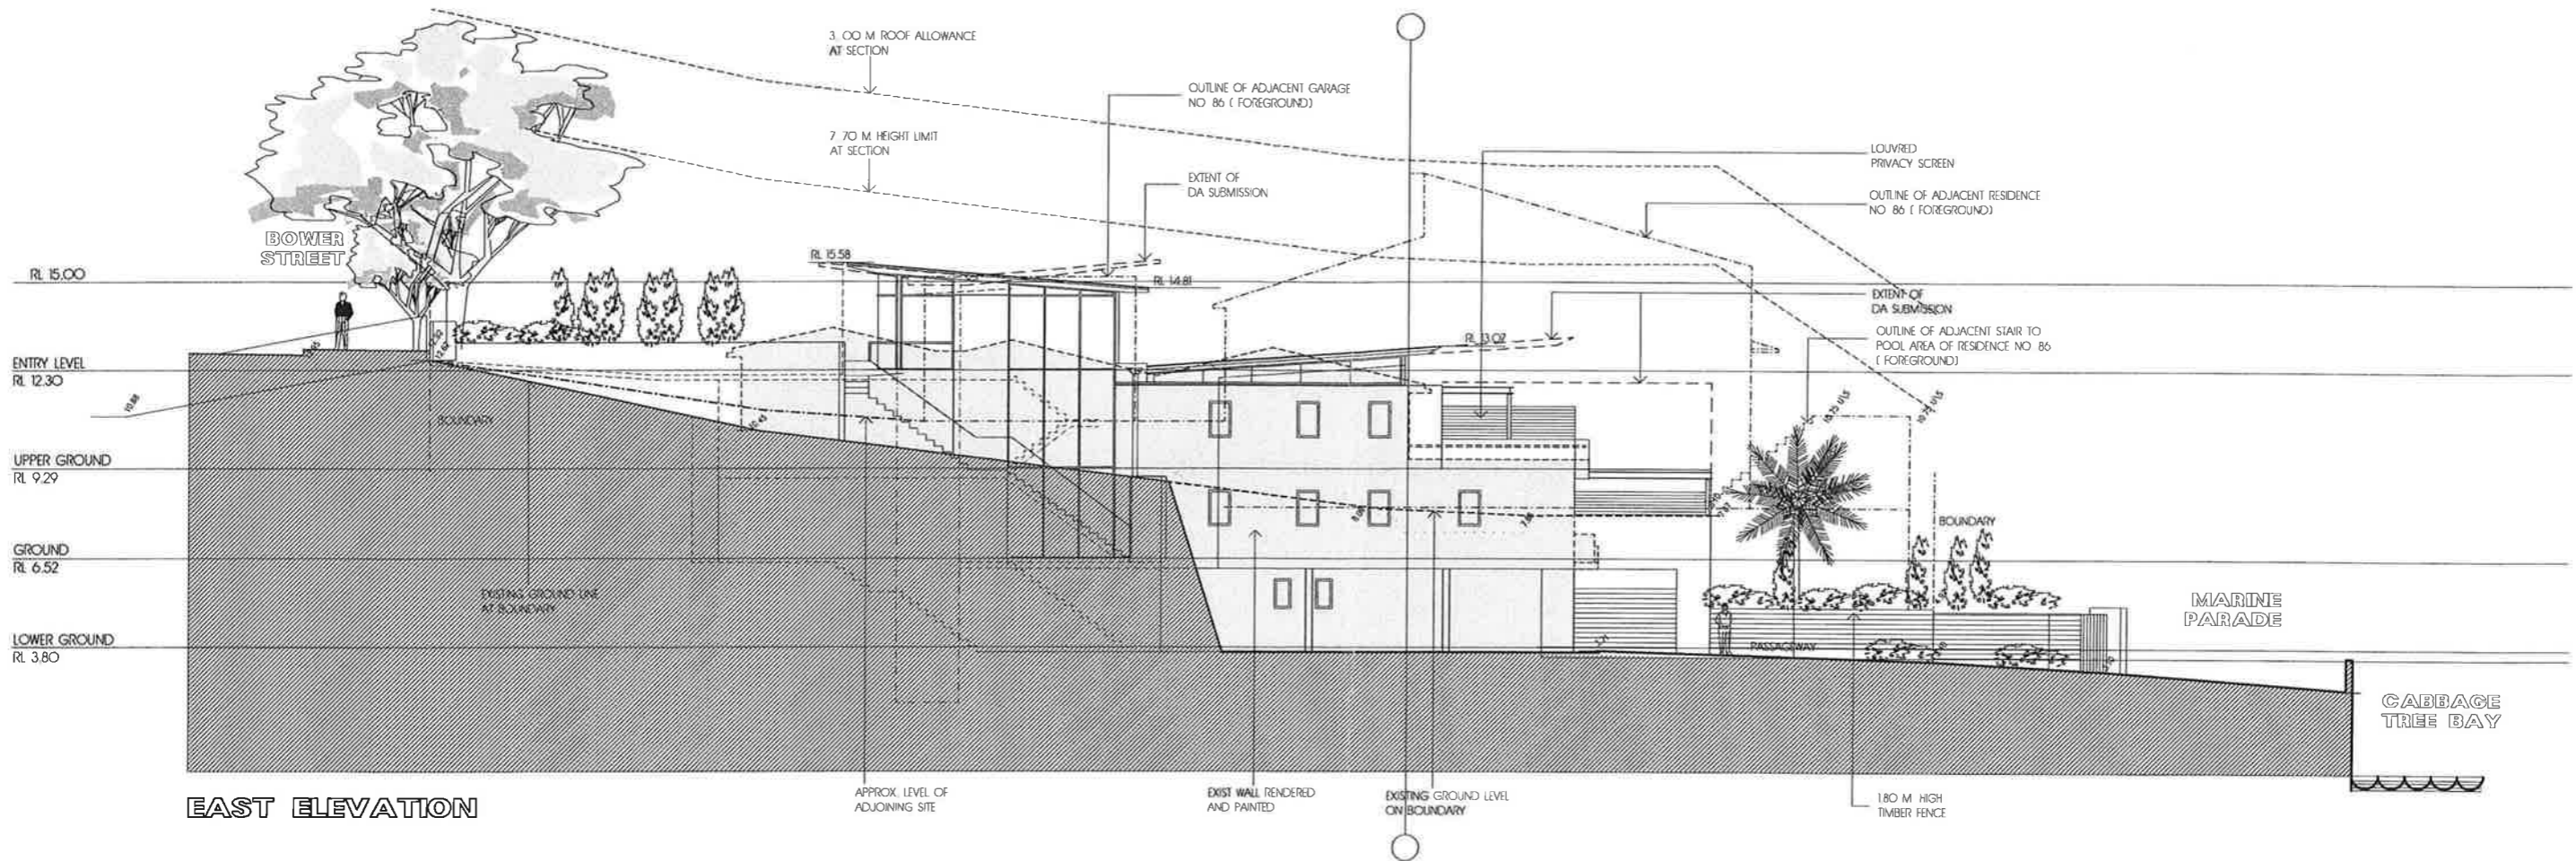 3.00 M ROOF ALLOWANCE
AT SECTION
OUTLINE OF ADJACENT GARAGE
NO 86 ( FOREGROUND)
7.70 M HEIGHT LIMIT
AT SECTION
LOUVRED
PRIVACY SCREEN
EXTENT OF
DA SUBMISSION
OUTLINE OF ADJACENT RESIDENCE
NO 86 ( FOREGROUND)
BOWER
STREET
RL 15.58
RL 15.00
RL 14.81
EXTENT OF
DA SUBMISSION
OUTLINE OF ADJACENT STAIR TO
POOL AREA OF RESIDENCE NO 86
( FOREGROUND)
RL 13.02
ENTRY LEVEL
RL 12.30
10.88
BOUNDARY
10.45
UPPER GROUND
RL 9.29
BOUNDARY
GROUND
RL 6.52
EXISTING GROUND LINE
AT BOUNDARY
MARINE
PARADE
LOWER GROUND
RL 3.80
PASSAGEWAY
CABBAGE
TREE BAY
EAST ELEVATION
APPROX. LEVEL OF
ADJOINING SITE
EXIST WALL RENDERED
AND PAINTED
EXISTING GROUND LEVEL
ON BOUNDARY
1.80 M HIGH
TIMBER FENCE